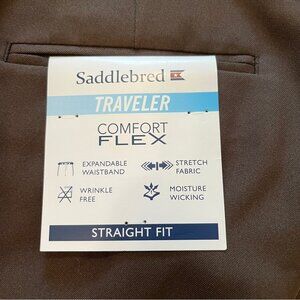 Saddlebred
TRAVELER
COMFORT
FLEX
EXPANDABLE
WAISTBAND
STRETCH
FABRIC
WRINKLE
FREE
MOISTURE
WICKING
STRAIGHT FIT